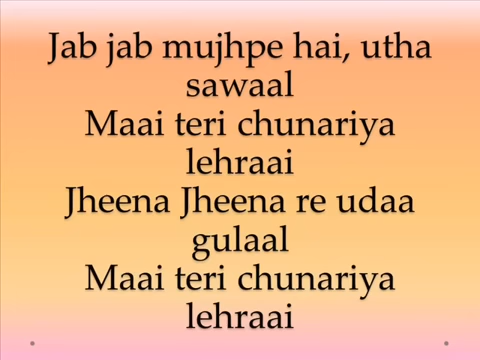 Jab jab mujhpe hai, utha
sawaal
Maai teri chunariya
lehraai
Jheena Jheena re udaa
gulaal
Maai teri chunariya
lehraai